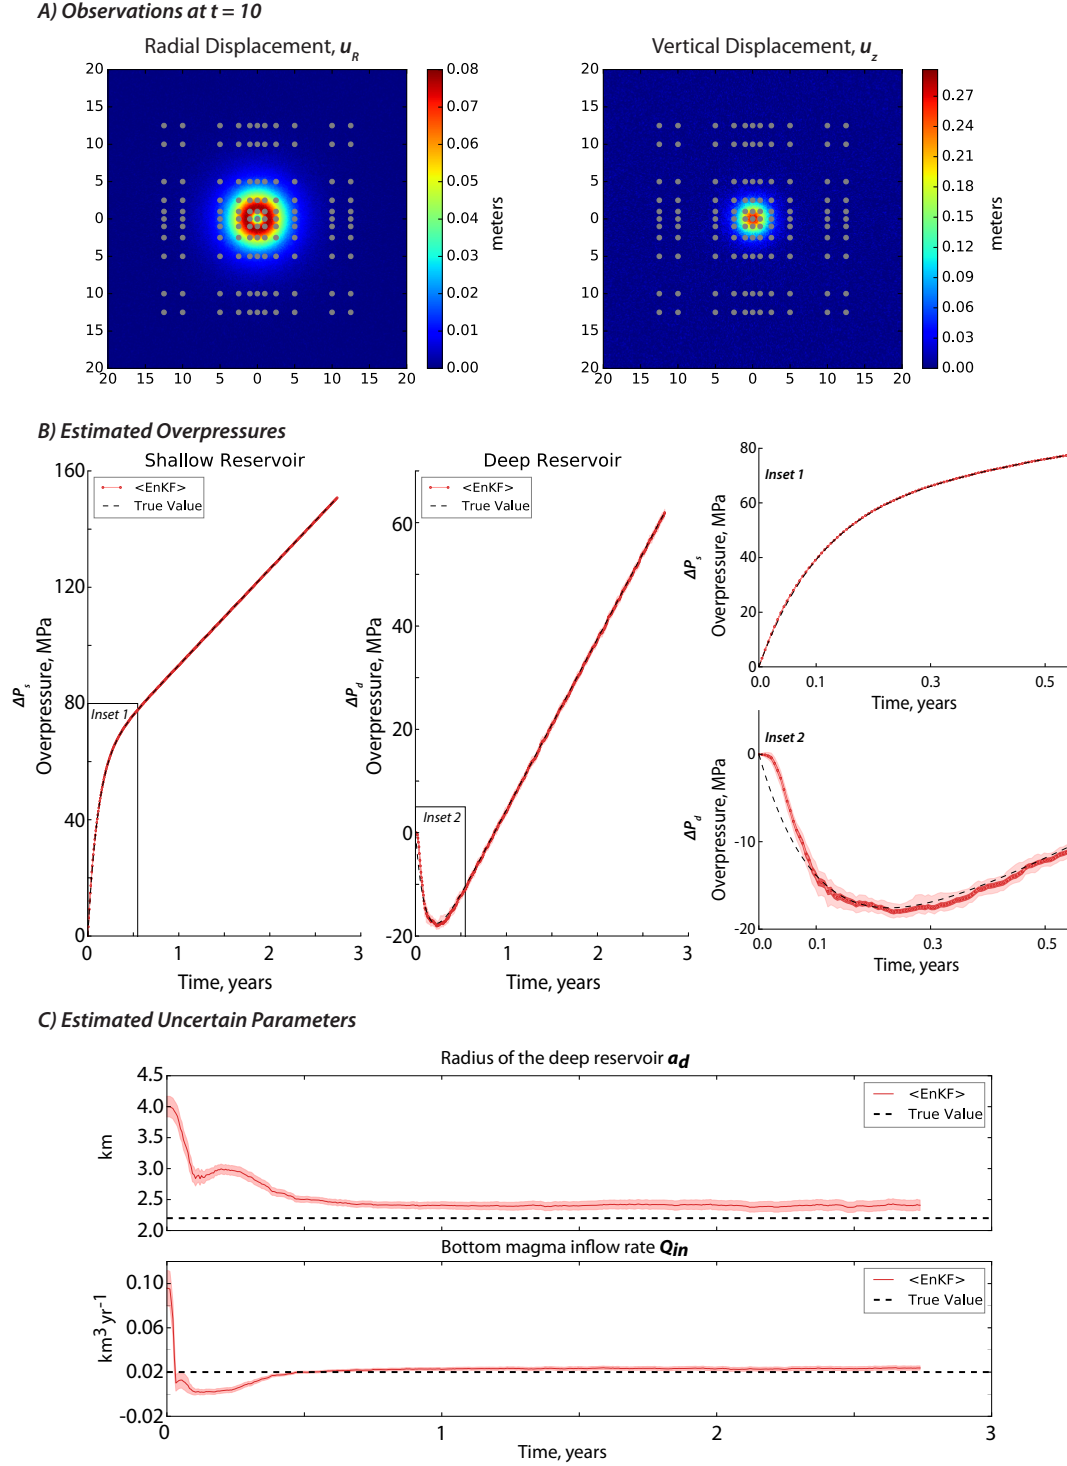 A) Observations at t = 10
Radial Displacement, u_R
Vertical Displacement, u_z
20
15
10
5
0
5
10
15
20
20 15 10 5 0 5 10 15 20
0.08
0.07
0.06
0.05
0.04
0.03
0.02
0.01
0.00
meters
20
15
10
5
0
5
10
15
20
20 15 10 5 0 5 10 15 20
0.27
0.24
0.21
0.18
0.15
0.12
0.09
0.06
0.03
0.00
meters
B) Estimated Overpressures
Shallow Reservoir
<EnKF>
True Value
160
120
80
40
0
ΔP_s
Overpressure, MPa
Inset 1
0 1 2 3
Time, years
Deep Reservoir
<EnKF>
True Value
60
40
20
0
-20
ΔP_d
Overpressure, MPa
Inset 2
0 1 2 3
Time, years
Inset 1
80
60
40
20
0
ΔP_s
Overpressure, MPa
0.0 0.1 0.3 0.5
Time, years
Inset 2
0
-10
-20
ΔP_d
Overpressure, MPa
0.0 0.1 0.3 0.5
Time, years
C) Estimated Uncertain Parameters
Radius of the deep reservoir a_d
4.5
4.0
3.5
3.0
2.5
2.0
km
<EnKF>
True Value
Bottom magma inflow rate Q_in
0.10
0.06
0.02
-0.02
km³ yr⁻¹
<EnKF>
True Value
0 1 2 3
Time, years